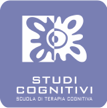 STUDI
COGNITIVI
SCUOLA DI TERAPIA COGNITIVA